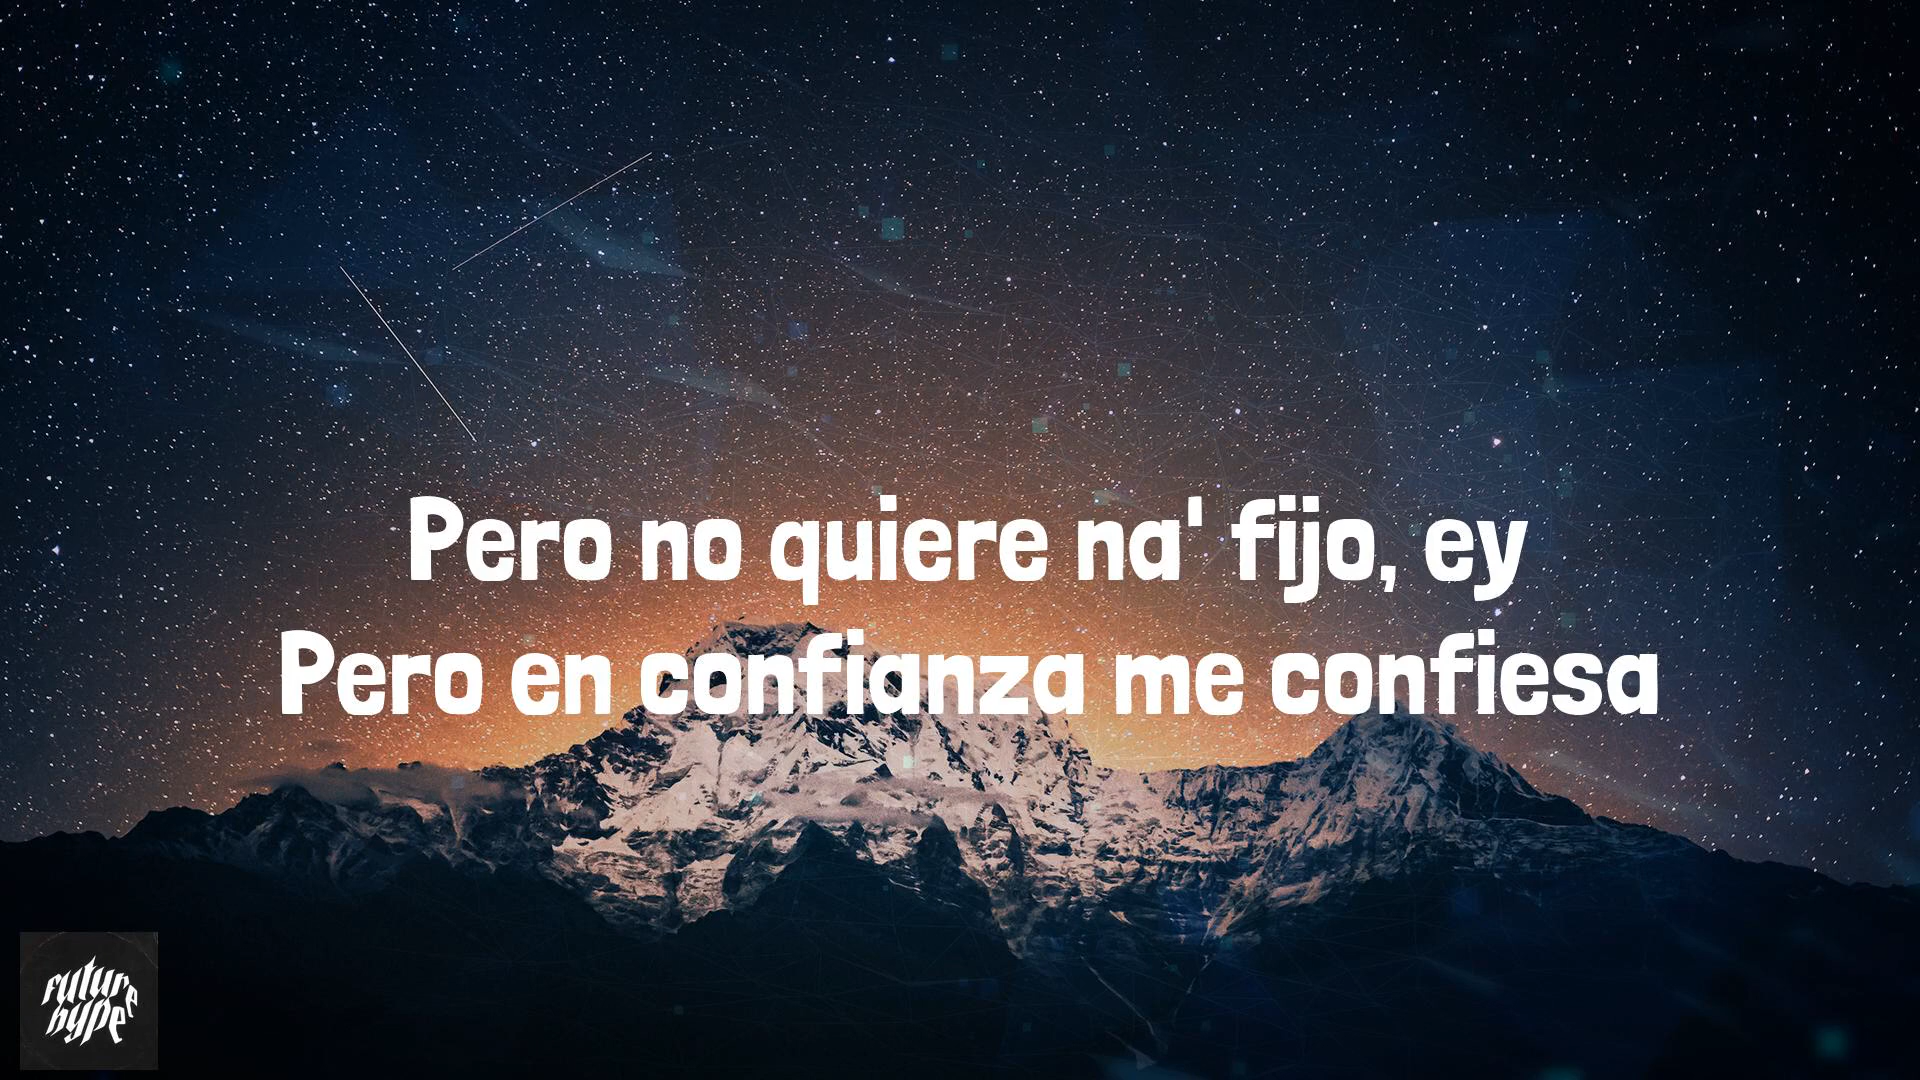 Pero no quiere na' fijo, ey
Pero en confianza me confiesa
future
hype